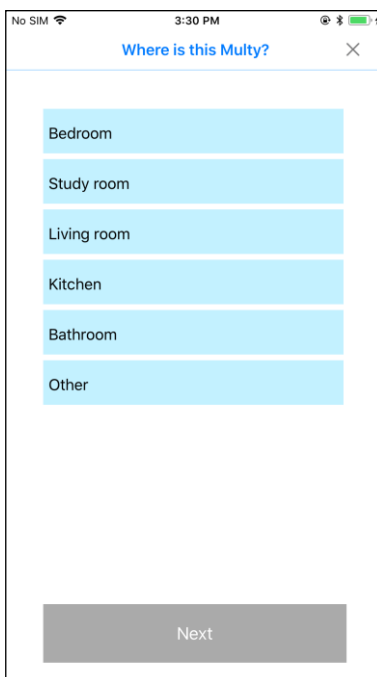 No SIM 3:30 PM
Where is this Multy?
Bedroom
Study room
Living room
Kitchen
Bathroom
Other
Next